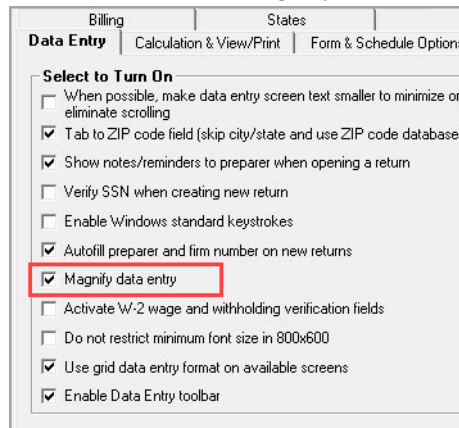 Billing States
Data Entry Calculation & View/Print Form & Schedule Option
Select to Turn On
When possible, make data entry screen text smaller to minimize or
eliminate scrolling
Tab to ZIP code field (skip city/state and use ZIP code database
Show notes/reminders to preparer when opening a return
Verify SSN when creating new return
Enable Windows standard keystrokes
Autofill preparer and firm number on new returns
Magnify data entry
Activate W-2 wage and withholding verification fields
Do not restrict minimum font size in 800x600
Use grid data entry format on available screens
Enable Data Entry toolbar